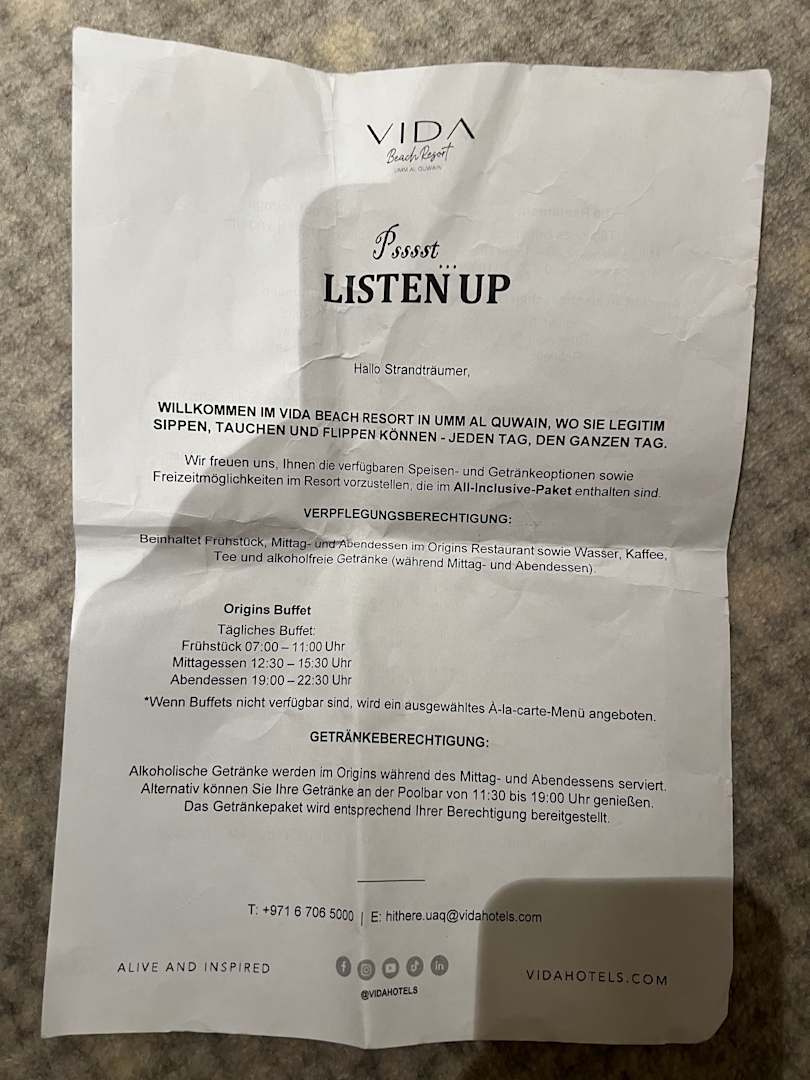 VIDA
Beach Resort
UMM AL QUWAIN
Psssst...
LISTEN UP
Hallo Strandträumer,
WILLKOMMEN IM VIDA BEACH RESORT IN UMM AL QUWAIN, WO SIE LEGITIM
SIPPEN, TAUCHEN UND FLIPPEN KÖNNEN - JEDEN TAG, DEN GANZEN TAG.
Wir freuen uns, Ihnen die verfügbaren Speisen- und Getränkeoptionen sowie
Freizeitmöglichkeiten im Resort vorzustellen, die im All-Inclusive-Paket enthalten sind.
VERPFLEGUNGSBERECHTIGUNG:
Beinhaltet Frühstück, Mittag- und Abendessen im Origins Restaurant sowie Wasser, Kaffee,
Tee und alkoholfreie Getränke (während Mittag- und Abendessen).
Origins Buffet
Tägliches Buffet:
Frühstück 07:00 – 11:00 Uhr
Mittagessen 12:30 – 15:30 Uhr
Abendessen 19:00 – 22:30 Uhr
*Wenn Buffets nicht verfügbar sind, wird ein ausgewähltes À-la-carte-Menü angeboten.
GETRÄNKEBERECHTIGUNG:
Alkoholische Getränke werden im Origins während des Mittag- und Abendessens serviert.
Alternativ können Sie Ihre Getränke an der Poolbar von 11:30 bis 19:00 Uhr genießen.
Das Getränkepaket wird entsprechend Ihrer Berechtigung bereitgestellt.
T: +971 6 706 5000 | E: hithere.uaq@vidahotels.com
ALIVE AND INSPIRED
@VIDAHOTELS
VIDAHOTELS.COM